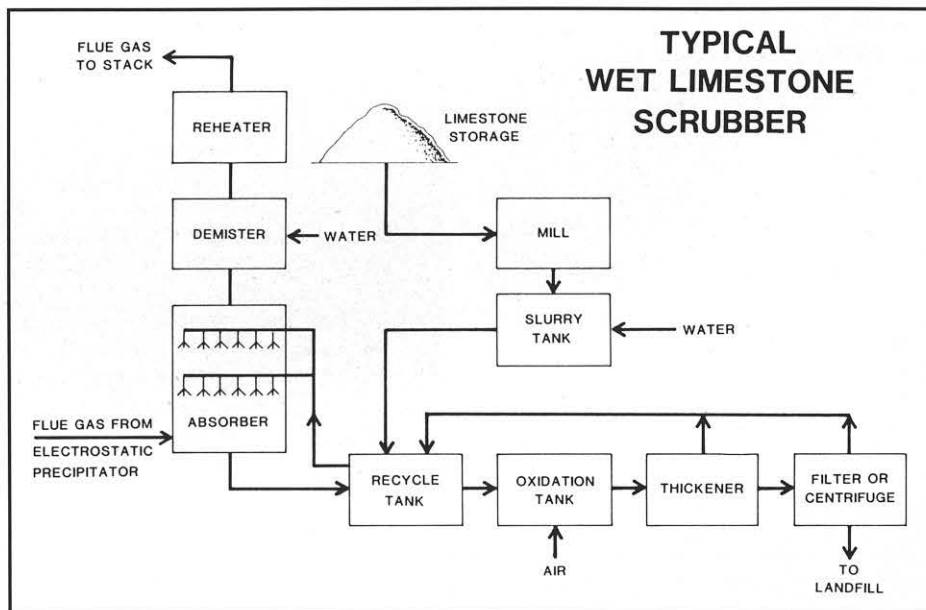 TYPICAL
WET LIMESTONE
SCRUBBER
FLUE GAS
TO STACK
REHEATER
LIMESTONE
STORAGE
DEMISTER
WATER
MILL
SLURRY
TANK
WATER
ABSORBER
FLUE GAS FROM
ELECTROSTATIC
PRECIPITATOR
RECYCLE
TANK
OXIDATION
TANK
THICKENER
FILTER OR
CENTRIFUGE
AIR
TO
LANDFILL